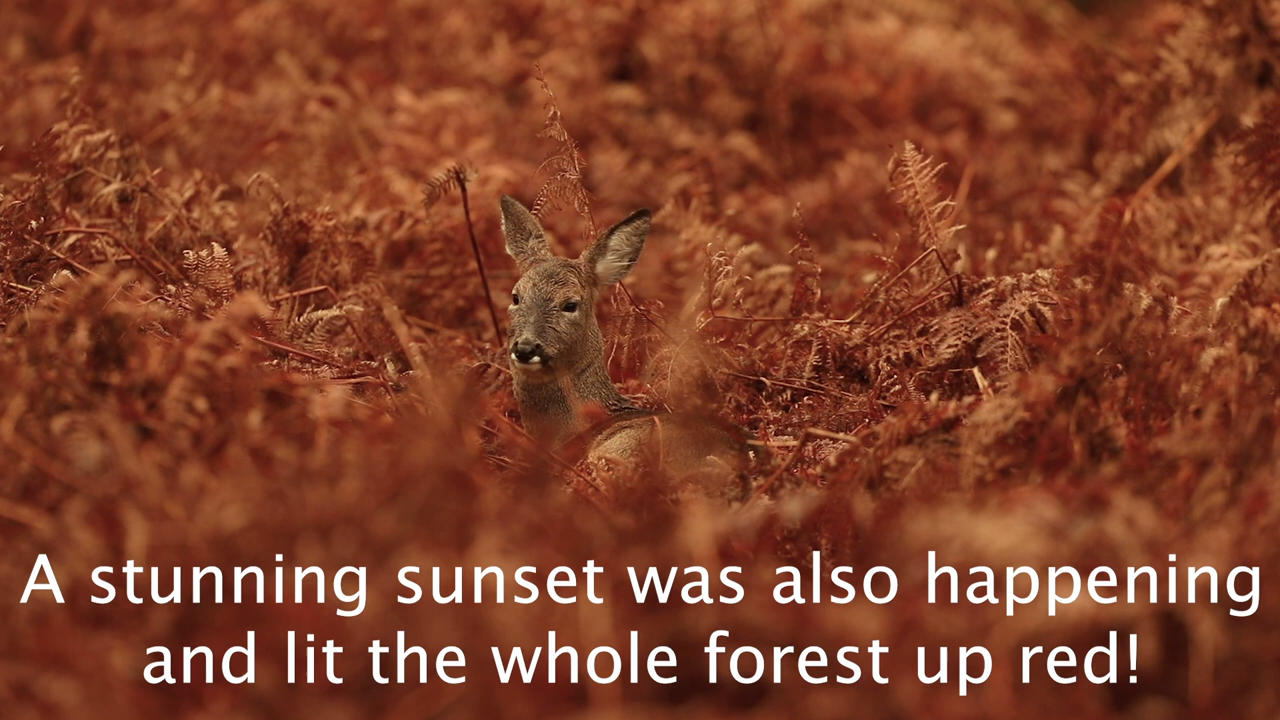 A stunning sunset was also happening
and lit the whole forest up red!